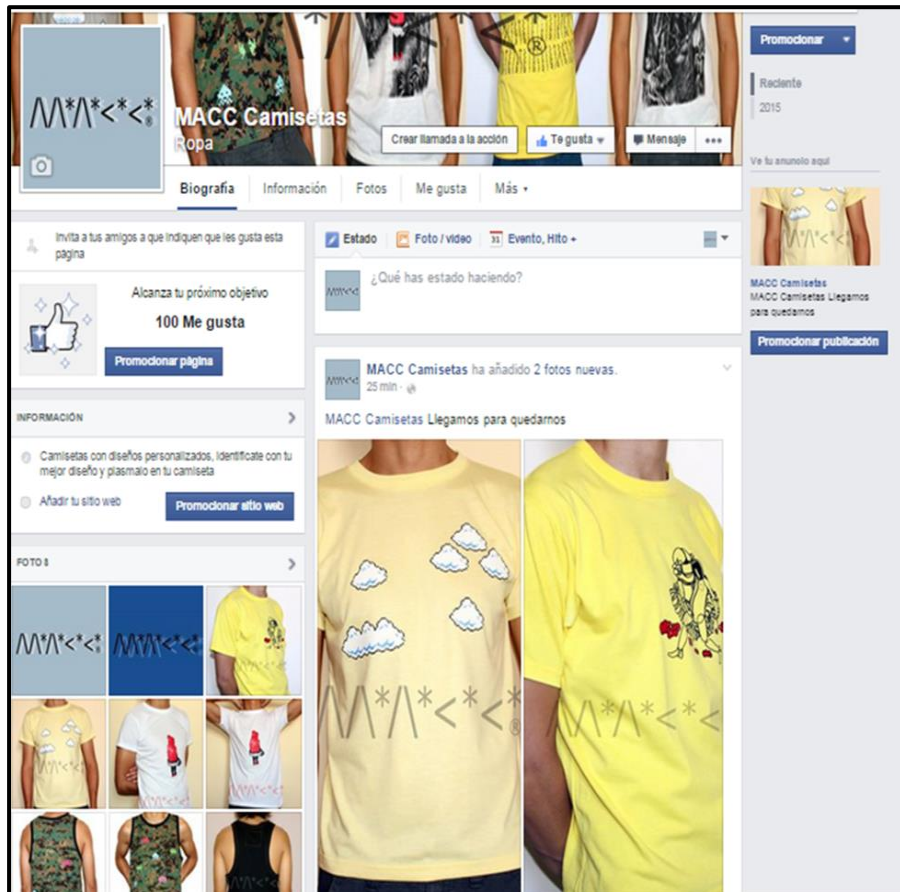 MACC Camisetas
Ropa
Crear llamada a la acción
Te gusta
Mensaje
Biografía
Información
Fotos
Me gusta
Más
Invita a tus amigos a que indiquen que les gusta esta
página
Alcanza tu próximo objetivo
100 Me gusta
Promocionar página
INFORMACIÓN
Camisetas con diseños personalizados, identifícate con tu
mejor diseño y plasmalo en tu camiseta
Añadir tu sitio web
Promocionar sitio web
FOTOS
Estado
Foto / vídeo
31
Evento, Hito +
¿Qué has estado haciendo?
MACC Camisetas ha añadido 2 fotos nuevas.
25 min ·
MACC Camisetas Llegamos para quedarnos
Promocionar
Reciente
2015
Ve tu anuncio aquí
MACC Camisetas
MACC Camisetas Llegamos
para quedarnos
Promocionar publicación